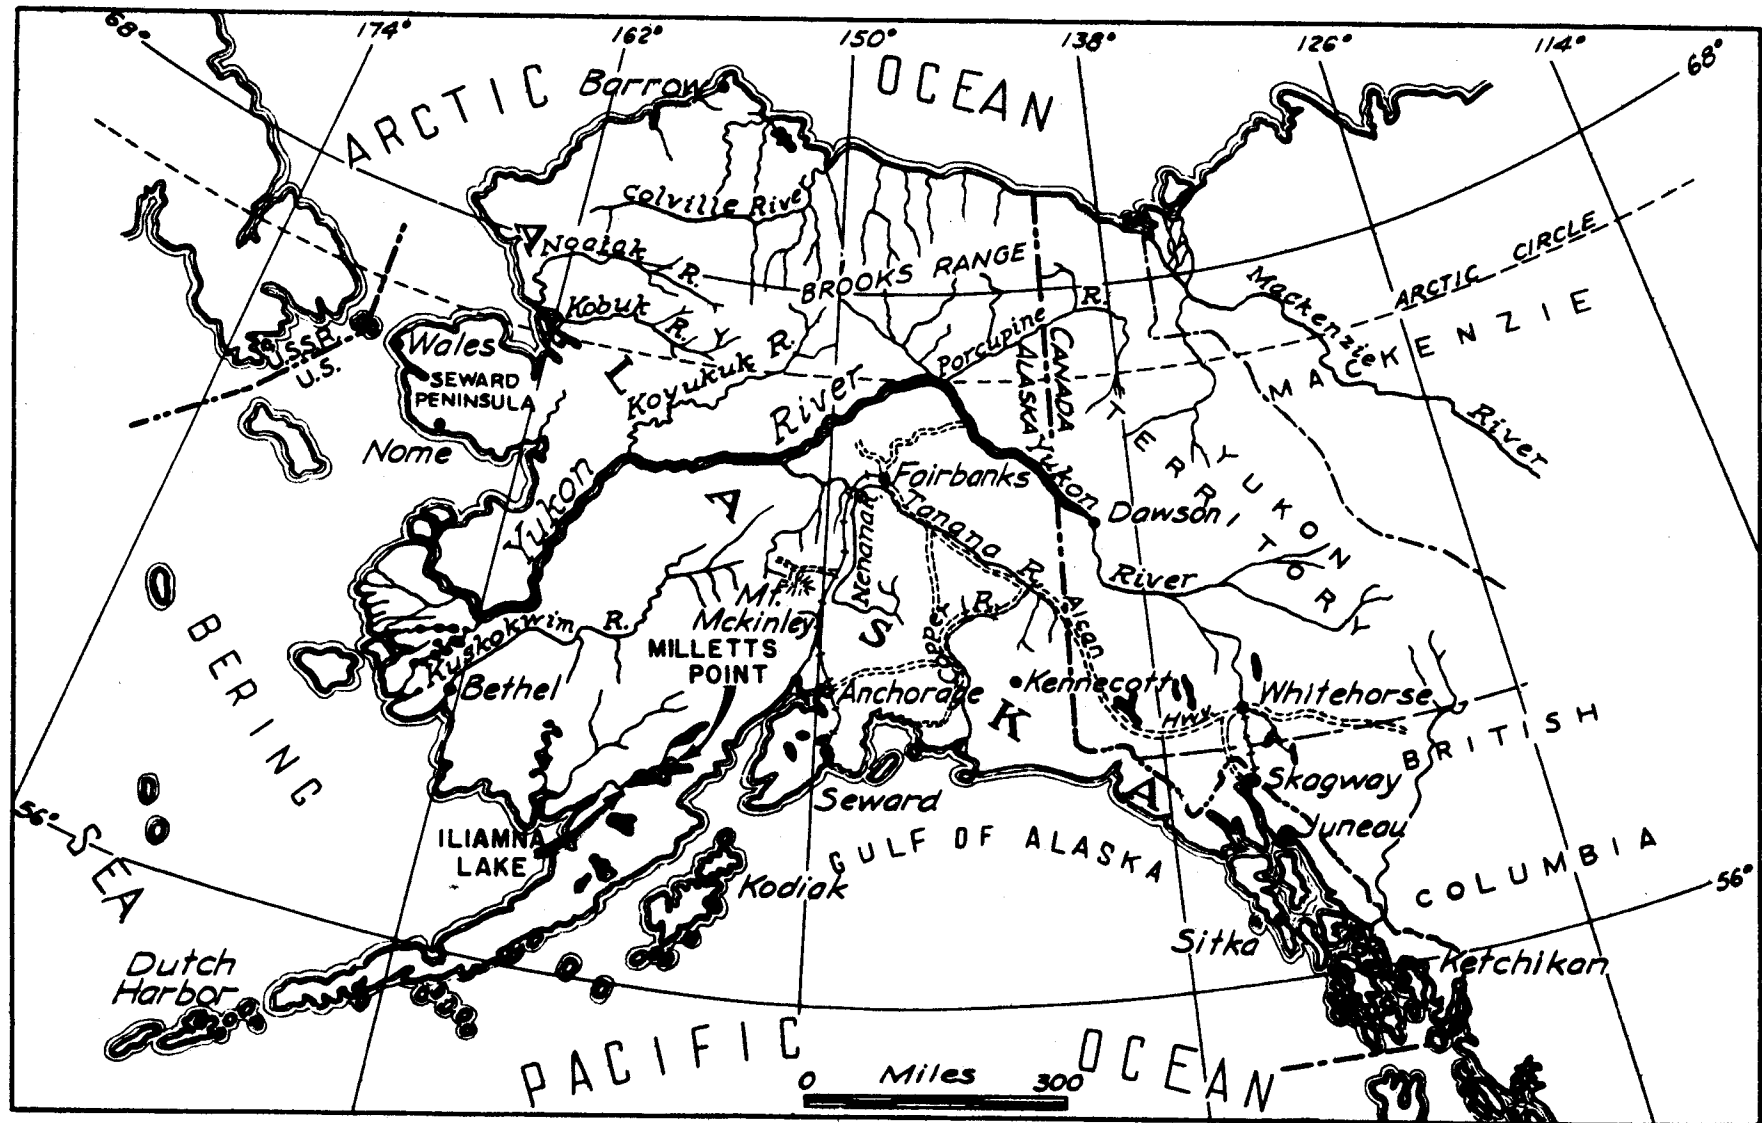 68° 174° 162° 150° 138° 126° 114° 68°
ARCTIC OCEAN
Barrow
Colville River
Noatak R.
BROOKS RANGE
ARCTIC CIRCLE
Mackenzie River
MACKENZIE
Kobuk R.
Porcupine R.
U.S.S.R.
U.S.
Wales
SEWARD
PENINSULA
Koyukuk R.
CANADA
ALASKA
Nome
Yukon River
Fairbanks
Yukon
Dawson
YUKON
TERRITORY
Tanana R.
Nenana R.
River
Mt.
Mckinley
Kuskokwim R.
Copper R.
Alcan
Hwy
MILLETTS
POINT
Bethel
Anchorage
Kennecott
Whitehorse
BRITISH
COLUMBIA
ALASKA
BERING
SEA
Seward
Skagway
Juneau
ILIAMNA
LAKE
GULF OF ALASKA
Kodiak
56° 56°
Sitka
Ketchikan
Dutch
Harbor
PACIFIC OCEAN
0 Miles 300